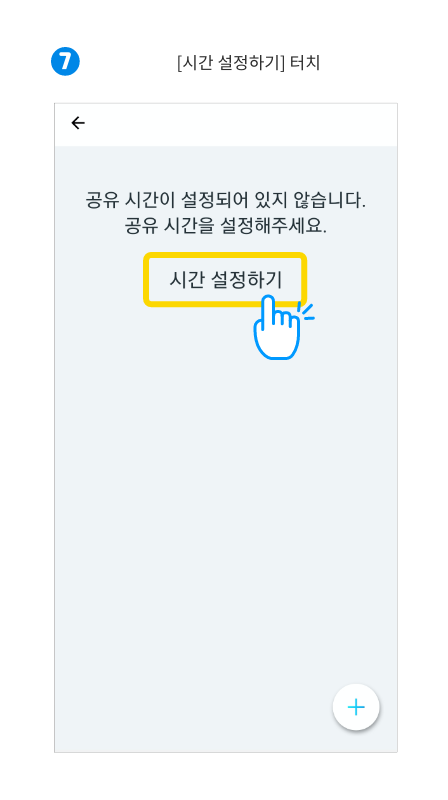 7
[시간 설정하기] 터치
공유 시간이 설정되어 있지 않습니다.
공유 시간을 설정해주세요.
시간 설정하기